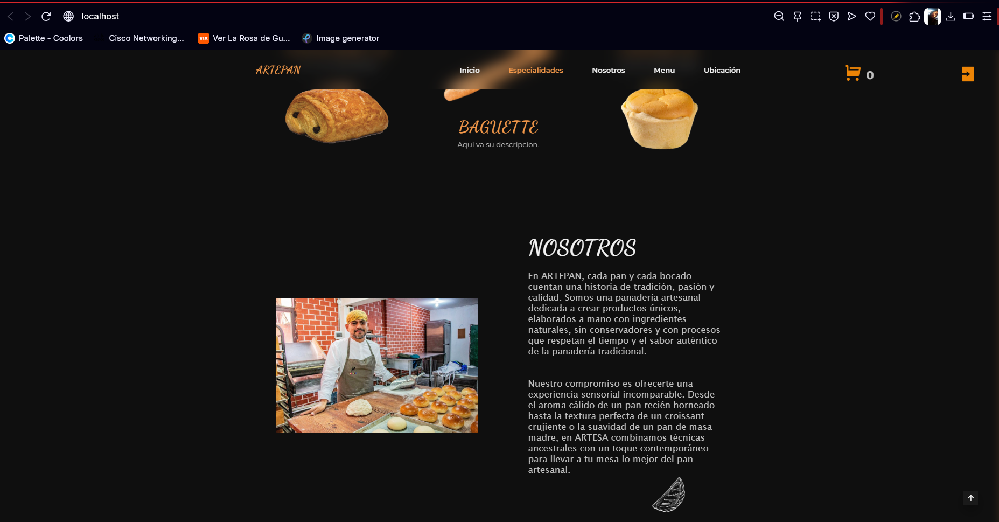 localhost
Palette - Coolors
Cisco Networking...
Ver La Rosa de Gu...
Image generator
ARTEPAN
Inicio
Especialidades
Nosotros
Menu
Ubicación
0
BAGUETTE
Aqui va su descripcion.
NOSOTROS
En ARTEPAN, cada pan y cada bocado
cuentan una historia de tradición, pasión y
calidad. Somos una panadería artesanal
dedicada a crear productos únicos,
elaborados a mano con ingredientes
naturales, sin conservadores y con procesos
que respetan el tiempo y el sabor auténtico
de la panadería tradicional.
Nuestro compromiso es ofrecerte una
experiencia sensorial incomparable. Desde
el aroma cálido de un pan recién horneado
hasta la textura perfecta de un croissant
crujiente o la suavidad de un pan de masa
madre, en ARTESA combinamos técnicas
ancestrales con un toque contemporáneo
para llevar a tu mesa lo mejor del pan
artesanal.